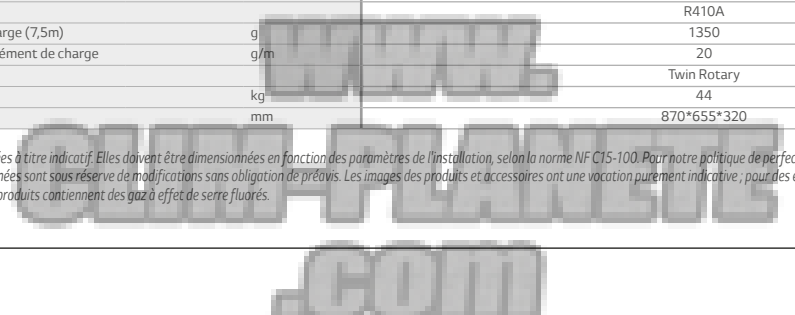 R410A
arge (7,5m) g 1350
ément de charge g/m 20
Twin Rotary
kg 44
mm 870*655*320
es à titre indicatif. Elles doivent être dimensionnées en fonction des paramètres de l'installation, selon la norme NF C15-100. Pour notre politique de perfec
nées sont sous réserve de modifications sans obligation de préavis. Les images des produits et accessoires ont une vocation purement indicative ; pour des e
produits contiennent des gaz à effet de serre fluorés.
www.
CLIM-PLANETE
.com